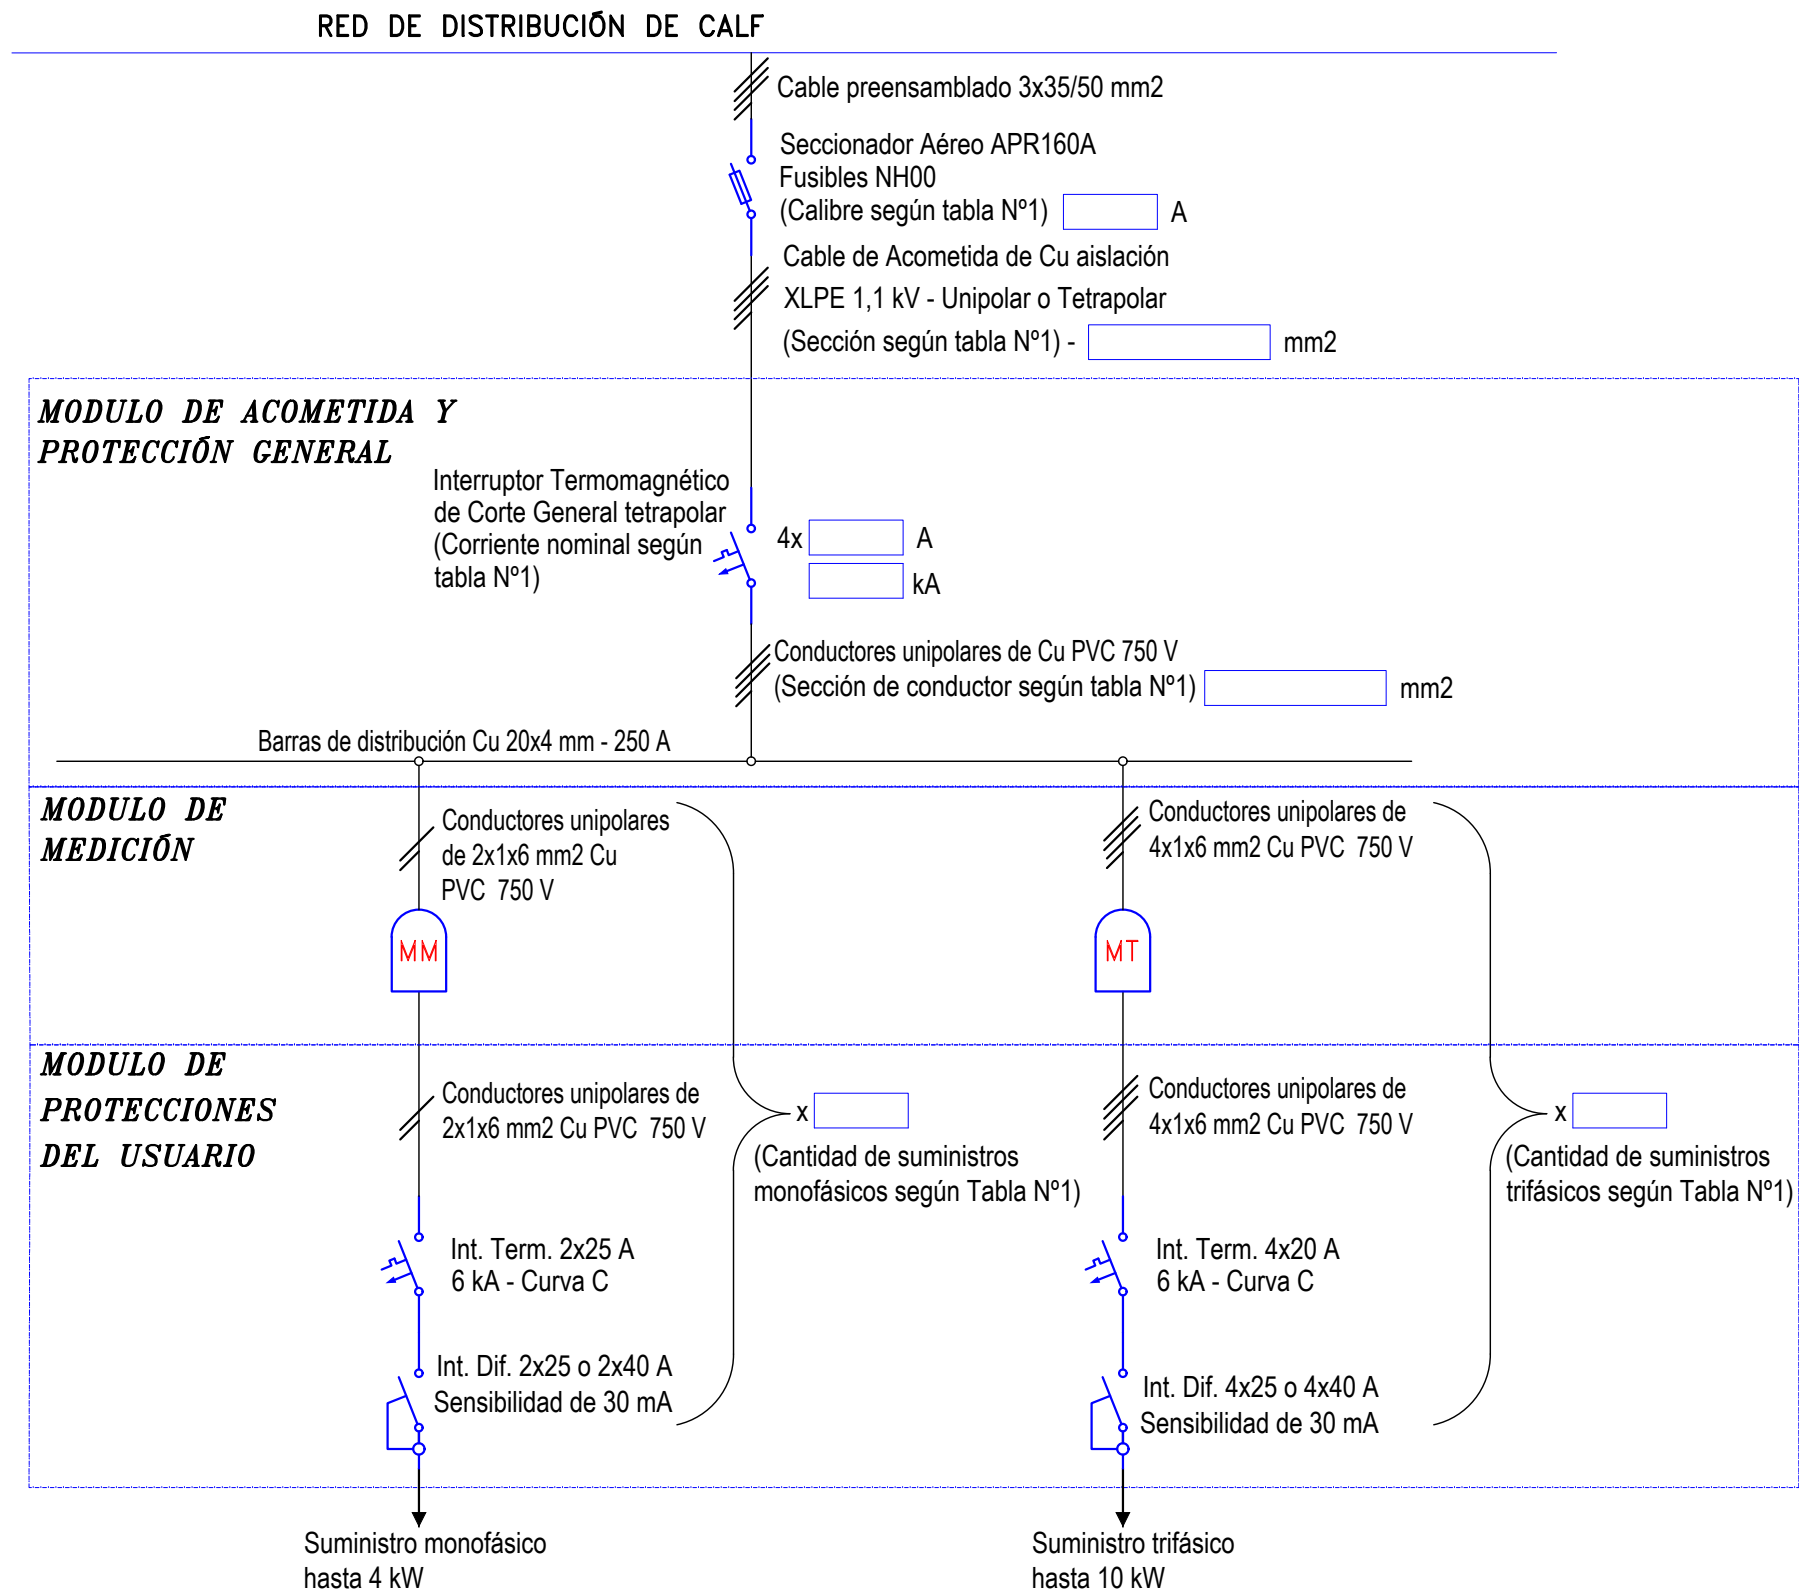 RED DE DISTRIBUCIÓN DE CALF
Cable preensamblado 3x35/50 mm2
Seccionador Aéreo APR160A
Fusibles NH00
(Calibre según tabla Nº1) A
Cable de Acometida de Cu aislación
XLPE 1,1 kV - Unipolar o Tetrapolar
(Sección según tabla Nº1) - mm2
MODULO DE ACOMETIDA Y
PROTECCIÓN GENERAL
Interruptor Termomagnético
de Corte General tetrapolar
(Corriente nominal según
tabla Nº1)
4x A
kA
Conductores unipolares de Cu PVC 750 V
(Sección de conductor según tabla Nº1) mm2
Barras de distribución Cu 20x4 mm - 250 A
MODULO DE
MEDICIÓN
Conductores unipolares
de 2x1x6 mm2 Cu
PVC 750 V
MM
Conductores unipolares de
4x1x6 mm2 Cu PVC 750 V
MT
MODULO DE
PROTECCIONES
DEL USUARIO
Conductores unipolares de
2x1x6 mm2 Cu PVC 750 V
x
(Cantidad de suministros
monofásicos según Tabla Nº1)
Conductores unipolares de
4x1x6 mm2 Cu PVC 750 V
x
(Cantidad de suministros
trifásicos según Tabla Nº1)
Int. Term. 2x25 A
6 kA - Curva C
Int. Dif. 2x25 o 2x40 A
Sensibilidad de 30 mA
Int. Term. 4x20 A
6 kA - Curva C
Int. Dif. 4x25 o 4x40 A
Sensibilidad de 30 mA
Suministro monofásico
hasta 4 kW
Suministro trifásico
hasta 10 kW